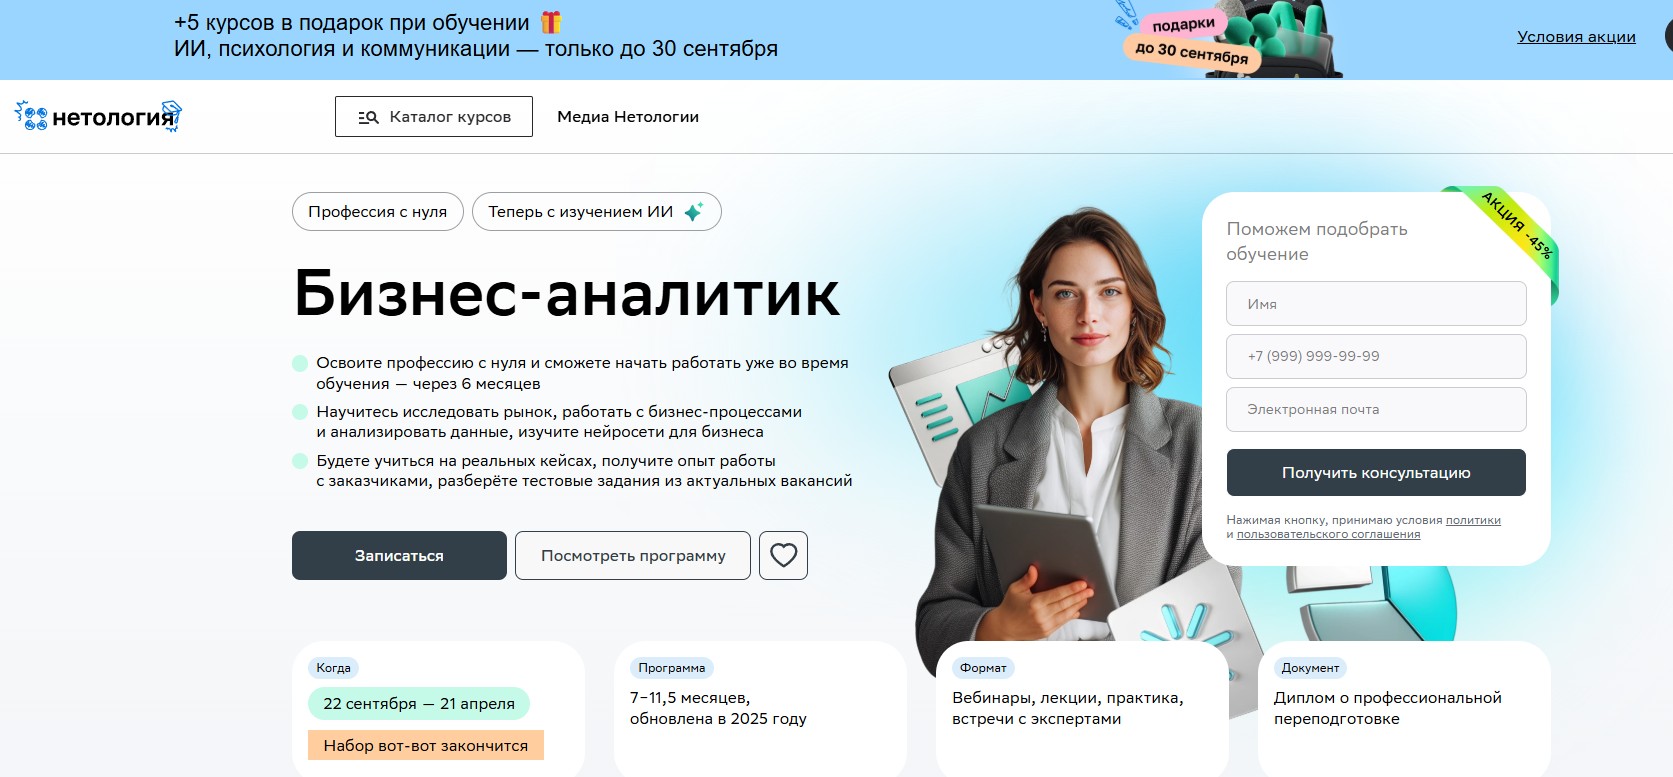 +5 курсов в подарок при обучении
ИИ, психология и коммуникации — только до 30 сентября
подарки
до 30 сентября
Условия акции
нетология
Каталог курсов
Медиа Нетологии
Профессия с нуля
Теперь с изучением ИИ
Бизнес-аналитик
Освоите профессию с нуля и сможете начать работать уже во время
обучения — через 6 месяцев
Научитесь исследовать рынок, работать с бизнес-процессами
и анализировать данные, изучите нейросети для бизнеса
Будете учиться на реальных кейсах, получите опыт работы
с заказчиками, разберёте тестовые задания из актуальных вакансий
Записаться
Посмотреть программу
АКЦИЯ -45%
Поможем подобрать
обучение
Имя
+7 (999) 999-99-99
Электронная почта
Получить консультацию
Нажимая кнопку, принимаю условия политики
и пользовательского соглашения
Когда
22 сентября — 21 апреля
Набор вот-вот закончится
Программа
7–11,5 месяцев,
обновлена в 2025 году
Формат
Вебинары, лекции, практика,
встречи с экспертами
Документ
Диплом о профессиональной
переподготовке